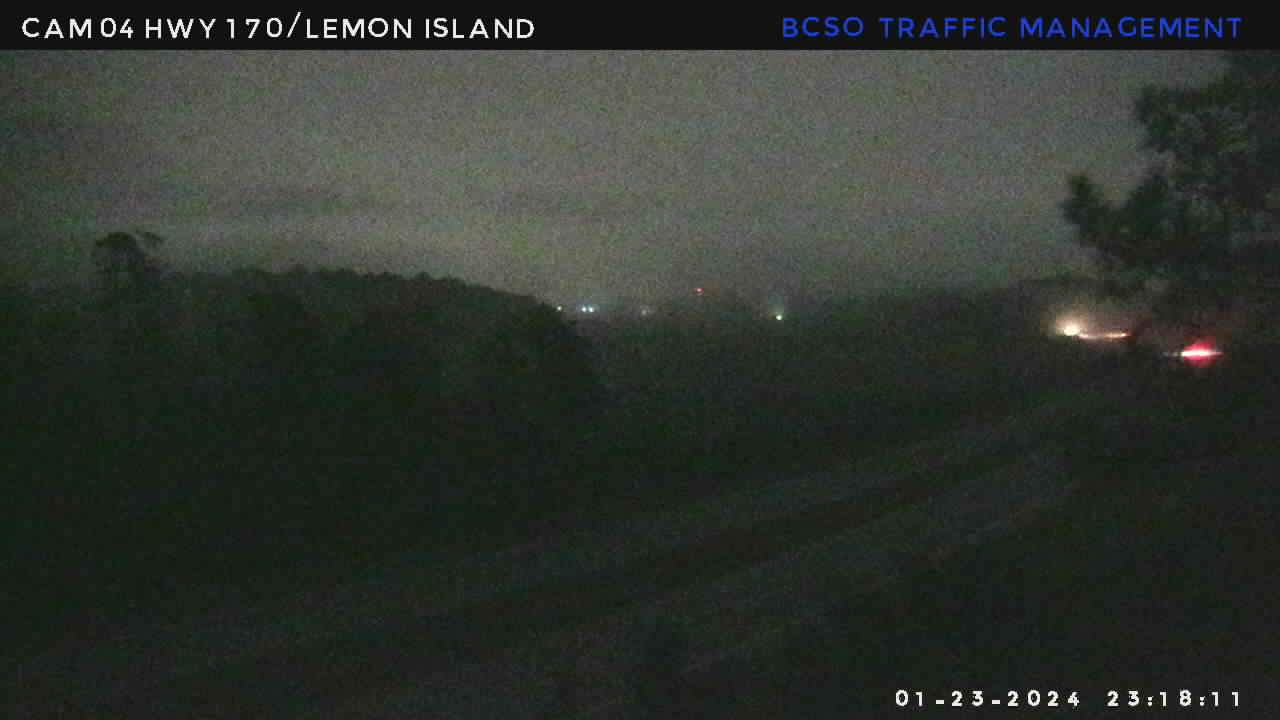 CAM04 HWY 170/LEMON ISLAND
BCSO TRAFFIC MANAGEMENT
01-23-2024 23:18:11